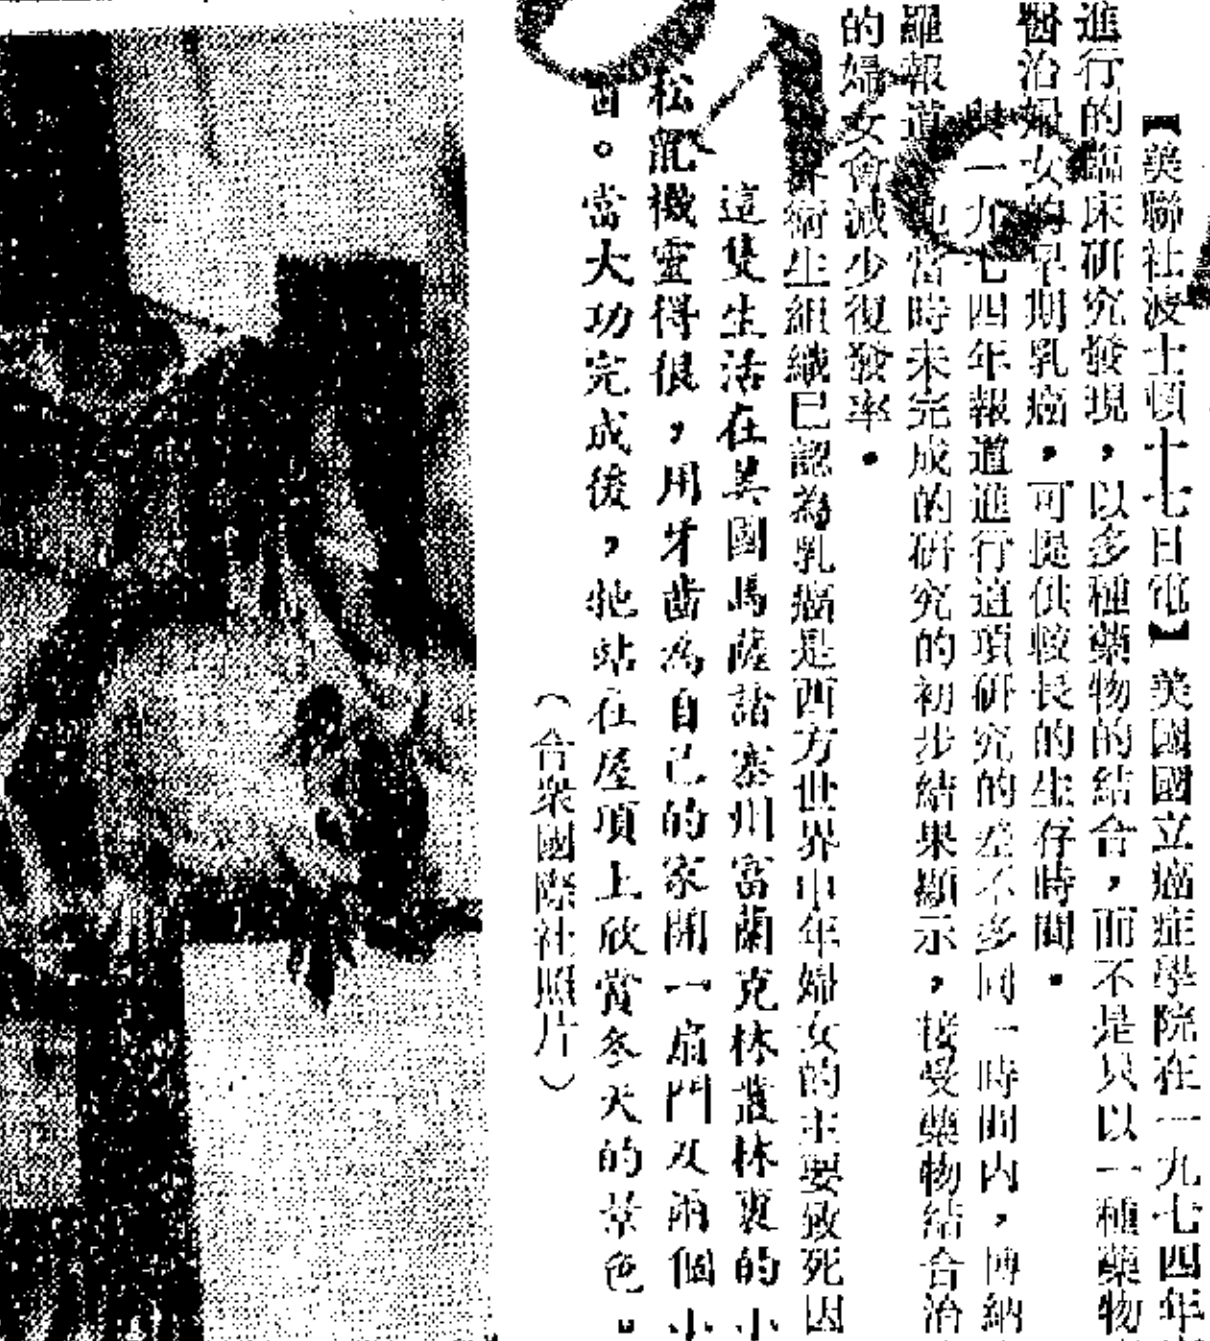 【美聯社波士頓十七日電】美國國立癌症學院在一九七四年
進行的臨床研究發現，以多種藥物的結合，而不是只以一種藥物
醫治婦女的早期乳癌，可提供較長的生存時間。
與一九七四年報道進行這項研究的差不多同一時間內，博納
羅報道 當時未完成的研究的初步結果顯示，接受藥物結合治
的婦女會減少復發率。
界衛生組織已認為乳癌是西方世界中年婦女的主要致死因
這隻生活在美國馬薩諸塞州富蘭克林叢林裏的小
松鼠機靈得很，用牙齒為自己的家開一扇門及兩個小
窗。當大功完成後，牠站在屋頂上欣賞冬天的景色。
（合衆國際社照片）